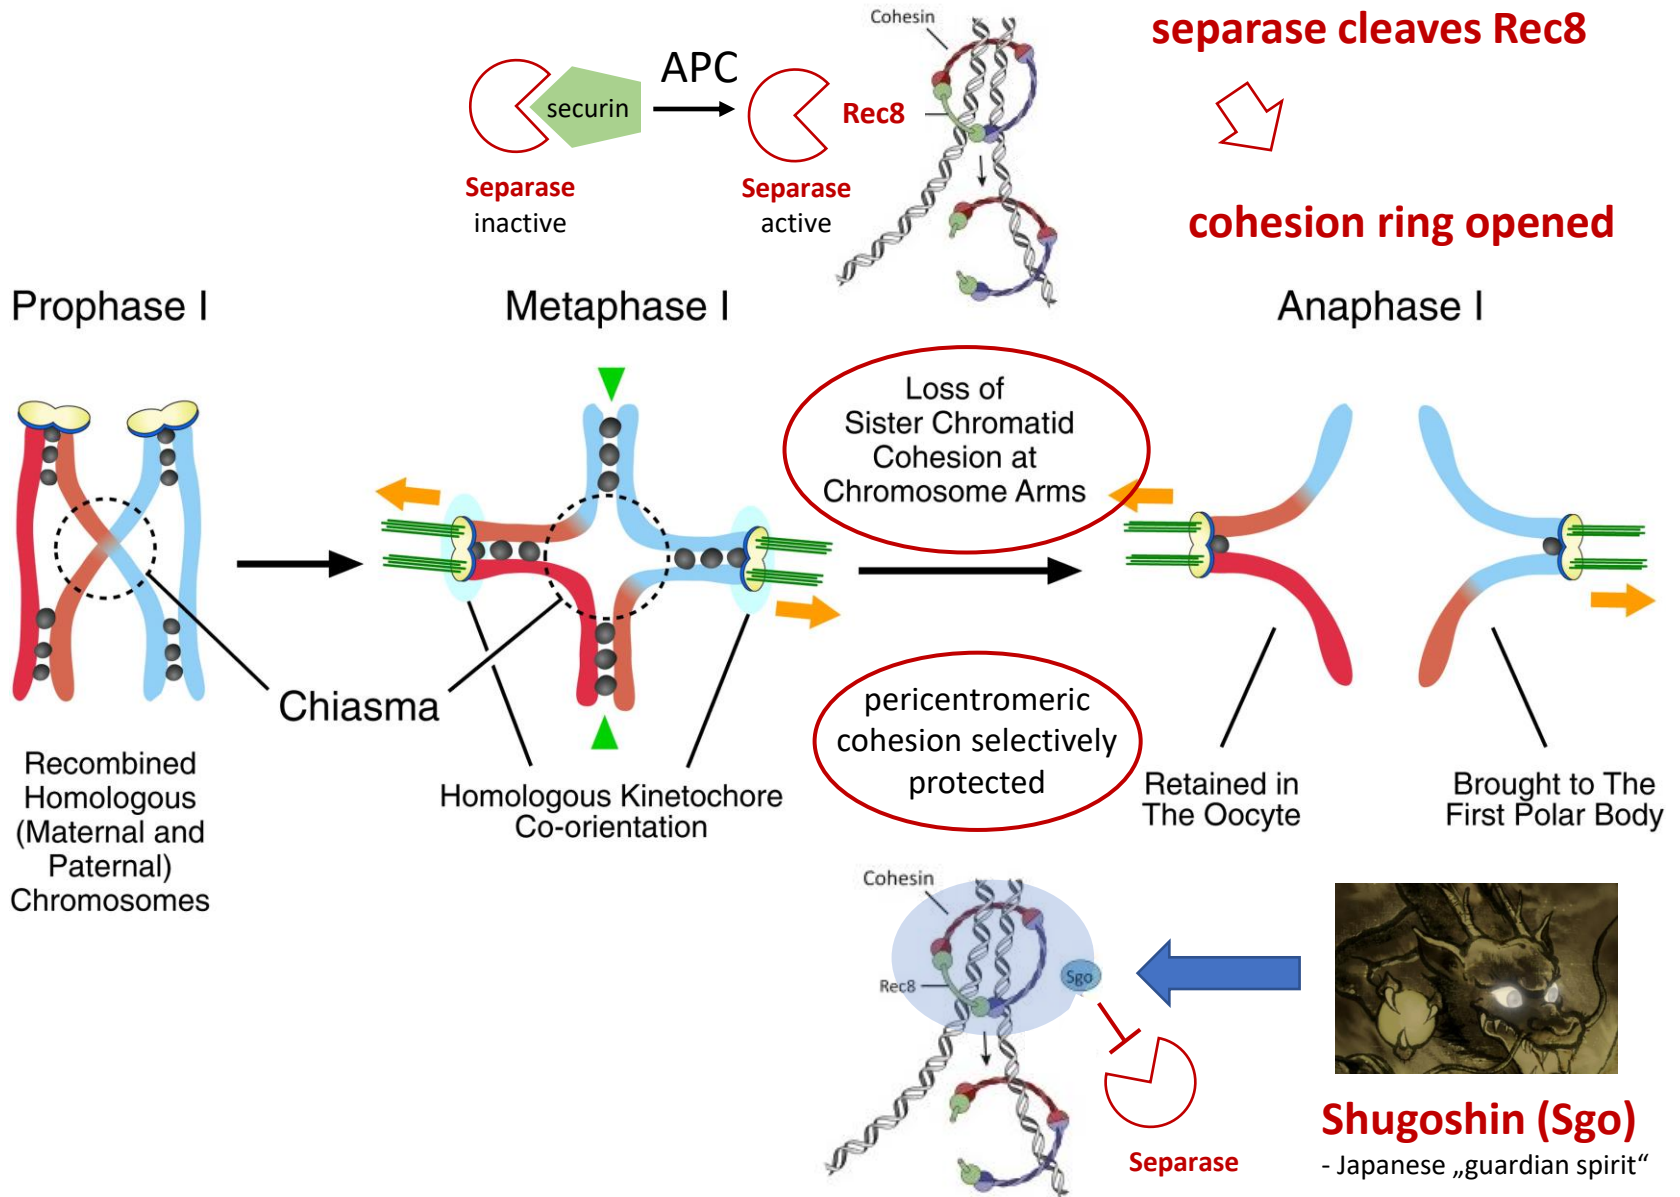 Cohesin
separase cleaves Rec8
APC
securin
Rec8
Separase
inactive
Separase
active
cohesion ring opened
Prophase I
Metaphase I
Anaphase I
Loss of
Sister Chromatid
Cohesion at
Chromosome Arms
Chiasma
pericentromeric
cohesion selectively
protected
Recombined
Homologous
(Maternal and
Paternal)
Chromosomes
Homologous Kinetochore
Co-orientation
Retained in
The Oocyte
Brought to The
First Polar Body
Cohesin
Rec8
Sgo
Separase
Shugoshin (Sgo)
- Japanese „guardian spirit“